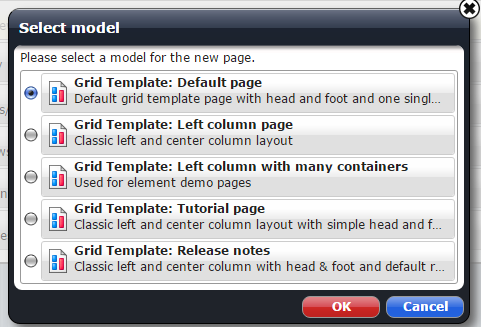 Select model
Please select a model for the new page.
Grid Template: Default page
Default grid template page with head and foot and one singl...
Grid Template: Left column page
Classic left and center column layout
Grid Template: Left column with many containers
Used for element demo pages
Grid Template: Tutorial page
Classic left and center column layout with simple head and f...
Grid Template: Release notes
Classic left and center column with head & foot and default r...
OK
Cancel